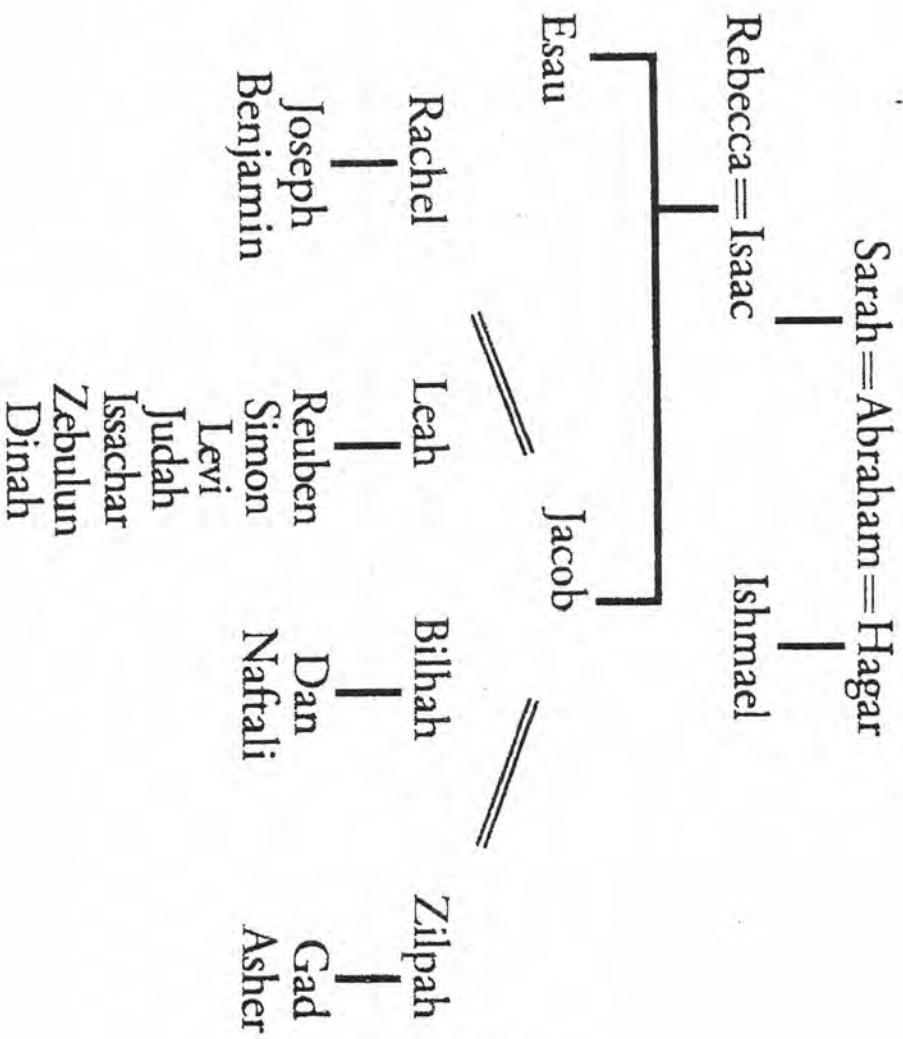 Sarah=Abraham=Hagar
Rebecca=Isaac
Ishmael
Esau
Jacob
Rachel
Joseph
Benjamin
Leah
Reuben
Simon
Levi
Judah
Issachar
Zebulun
Dinah
Bilhah
Dan
Naftali
Zilpah
Gad
Asher